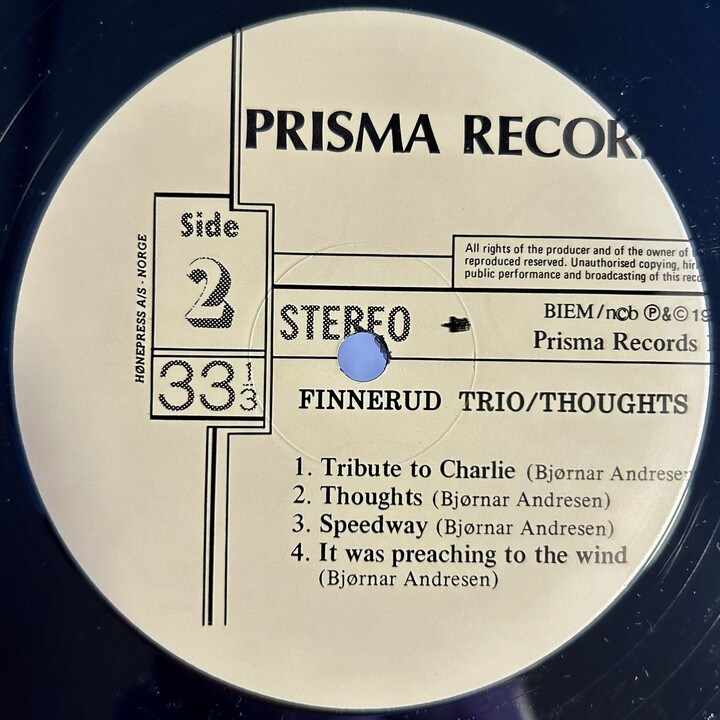 PRISMA RECOR
Side
2
33 1/3
HØNEPRESS A/S · NORGE
All rights of the producer and of the owner of
reproduced reserved. Unauthorised copying, hir
public performance and broadcasting of this rec
STEREO
BIEM/ncb Ⓟ&© 19
Prisma Records
FINNERUD TRIO/THOUGHTS
1. Tribute to Charlie (Bjørnar Andresen
2. Thoughts (Bjørnar Andresen)
3. Speedway (Bjørnar Andresen)
4. It was preaching to the wind
(Bjørnar Andresen)